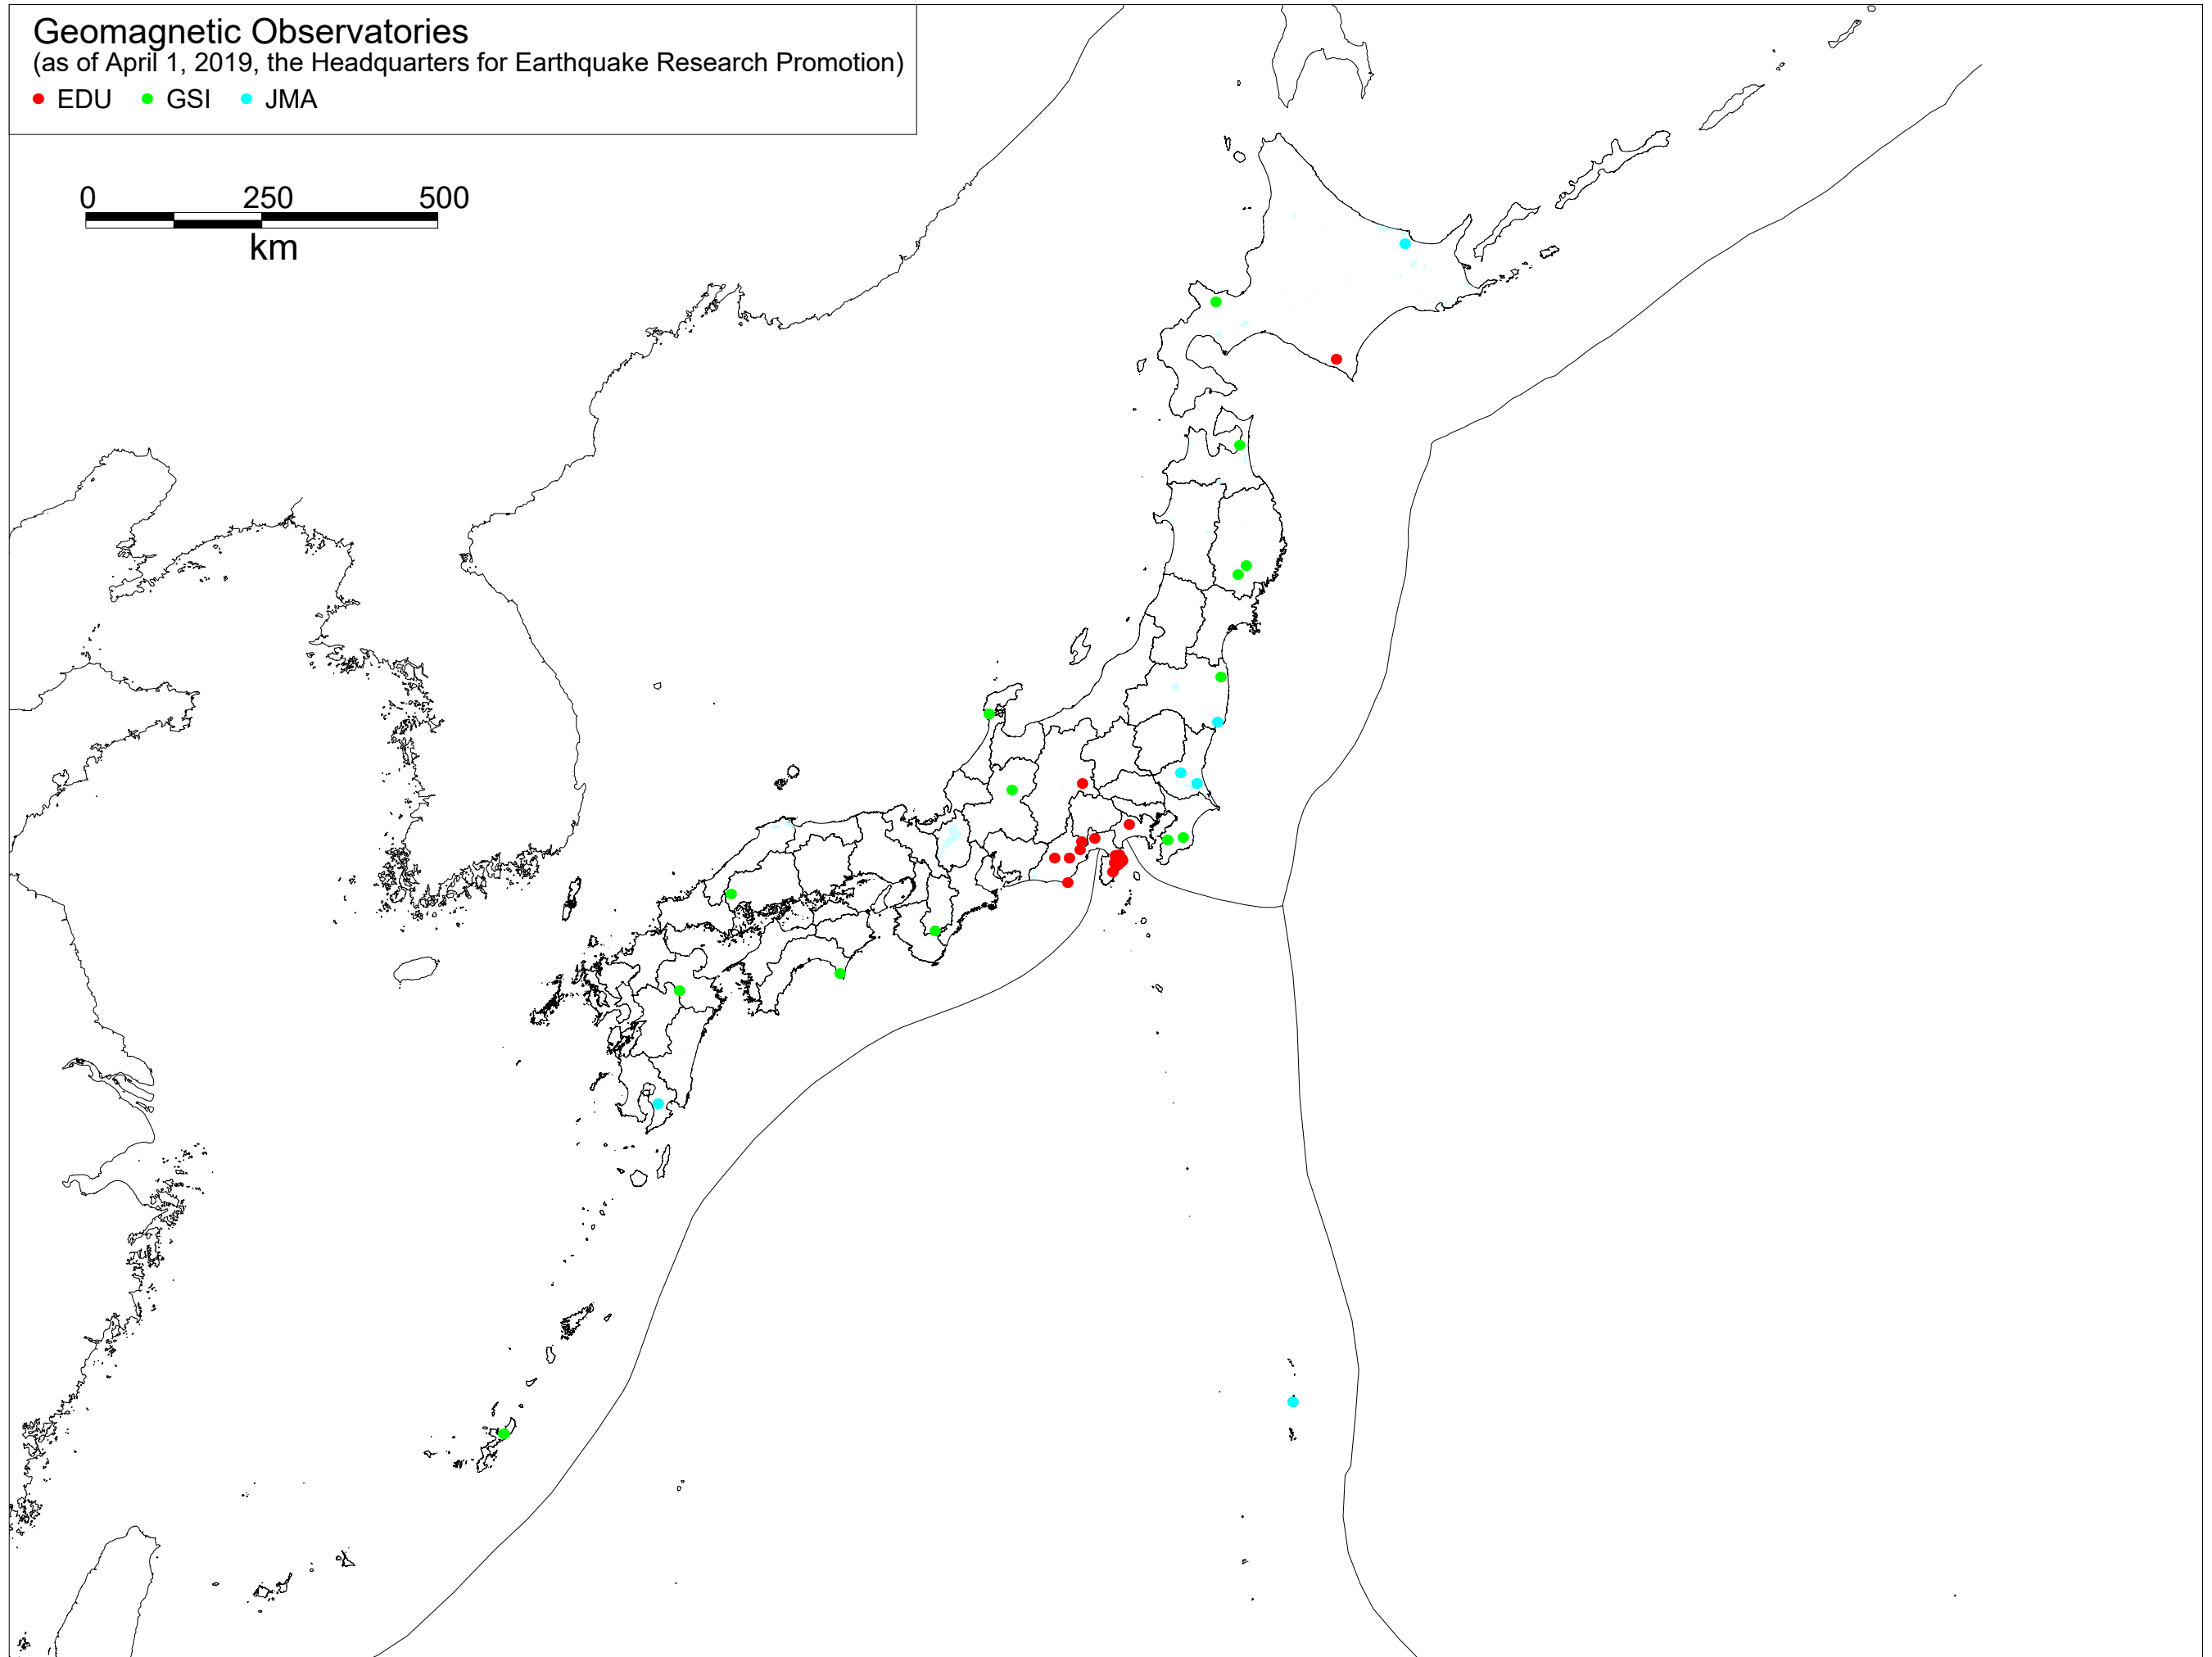 Geomagnetic Observatories
(as of April 1, 2019, the Headquarters for Earthquake Research Promotion)
EDU GSI JMA
0 250 500
km